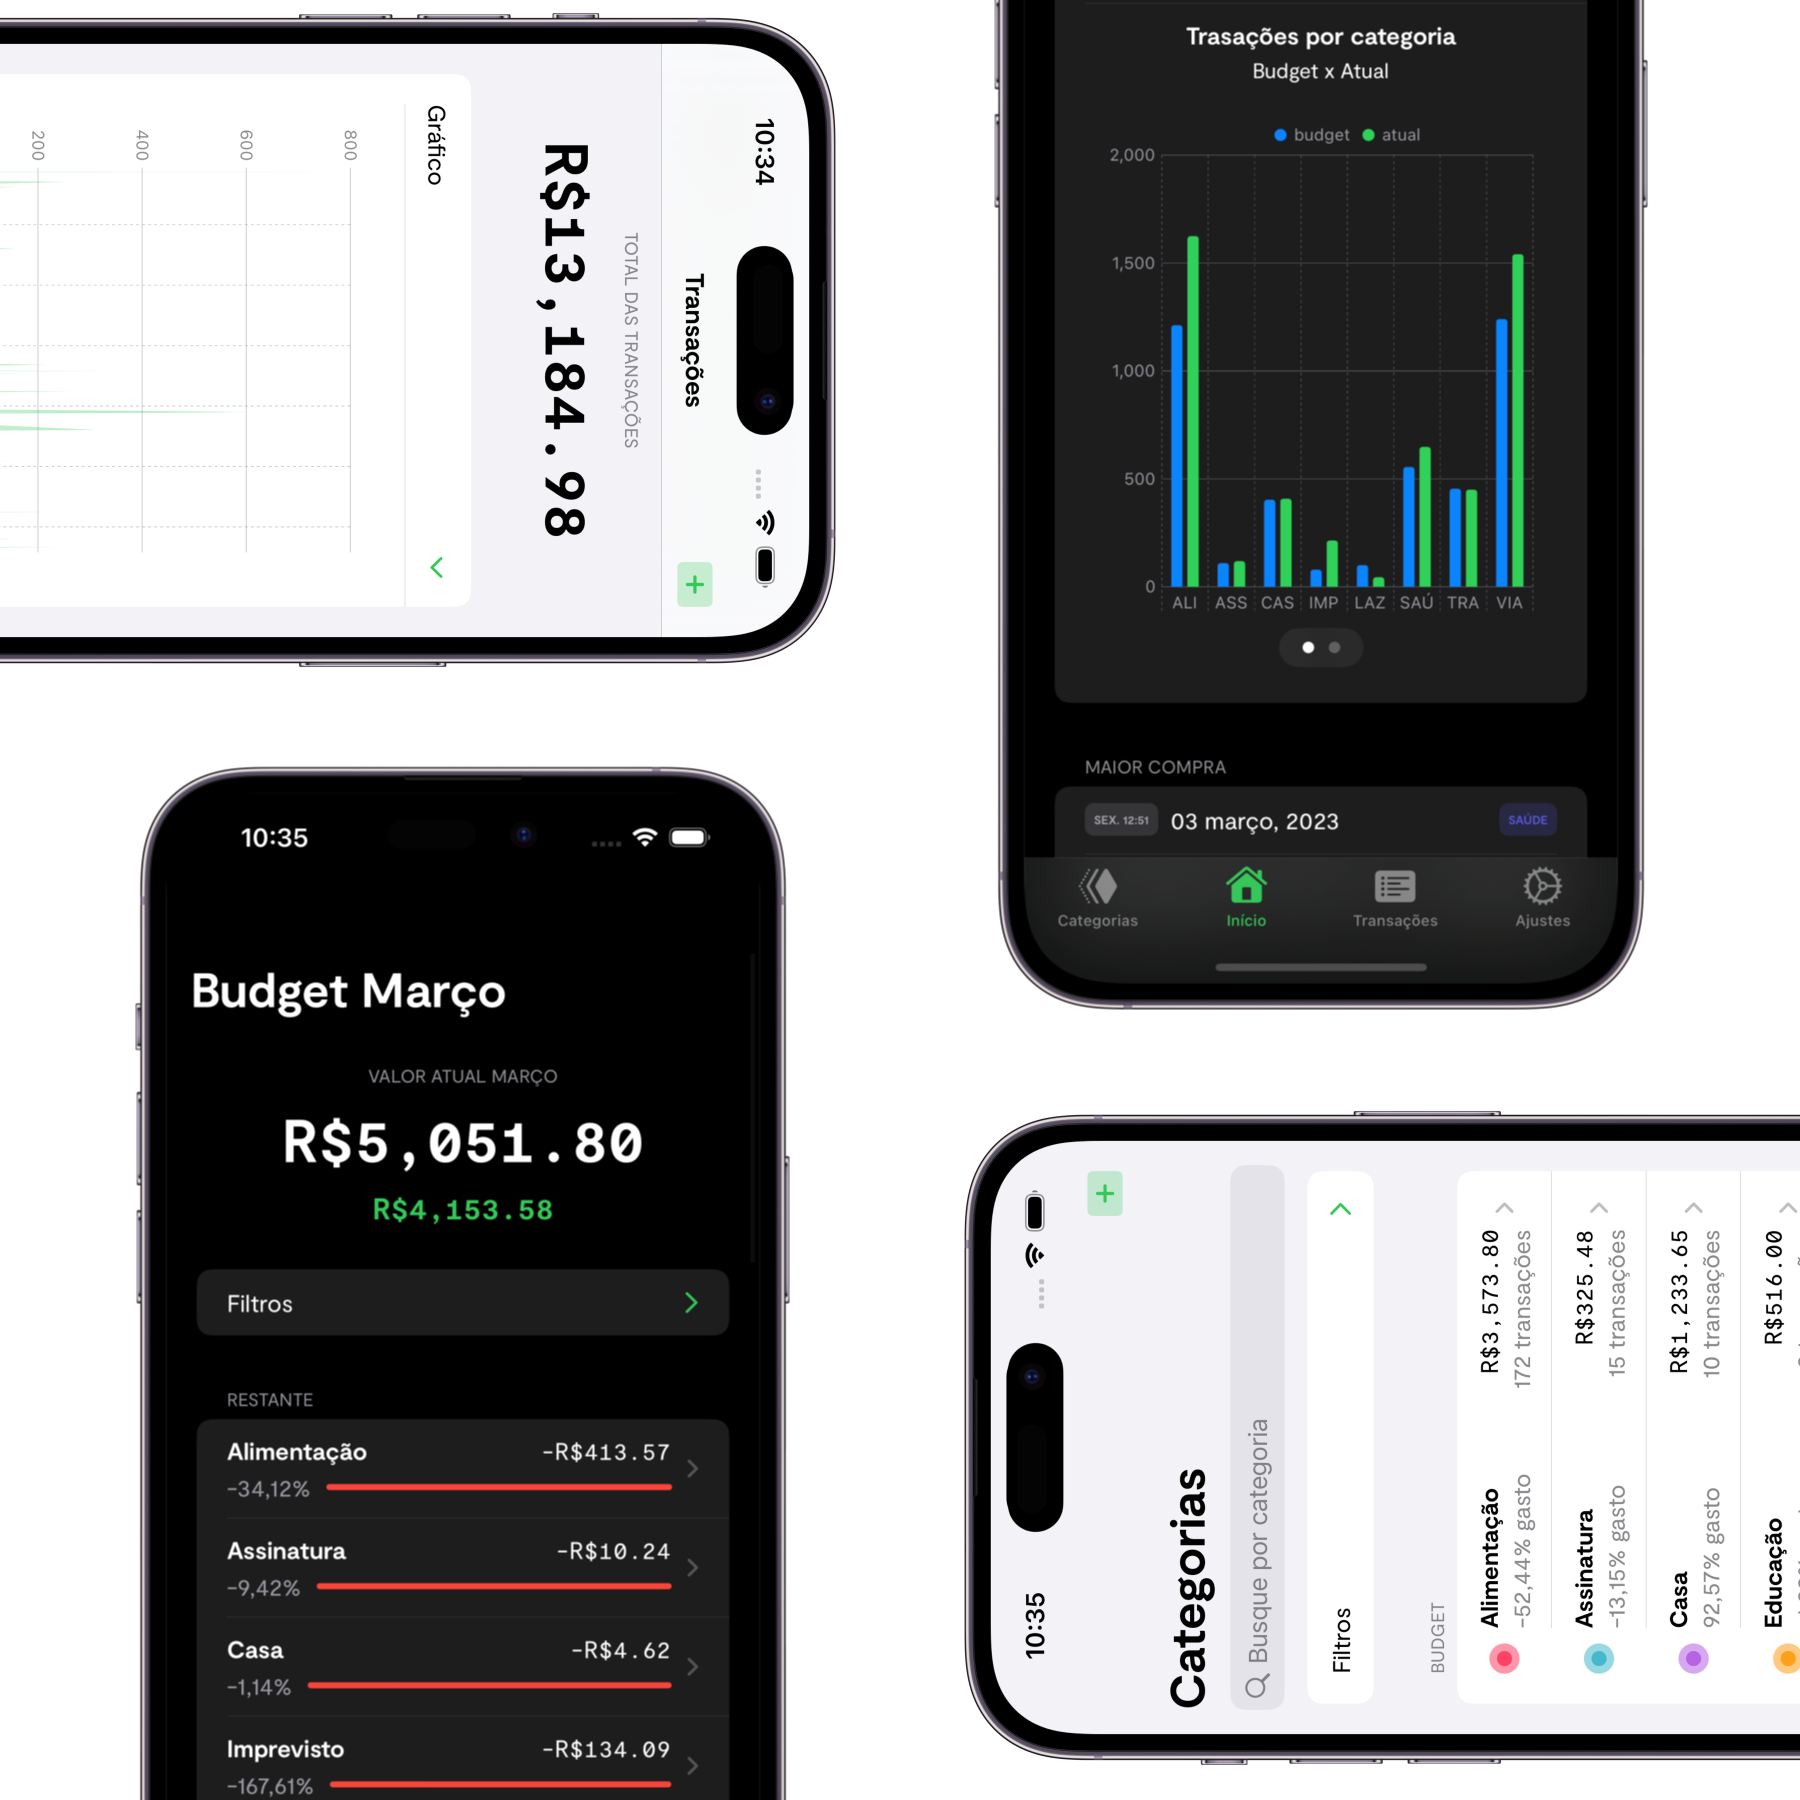 10:34
Transações
TOTAL DAS TRANSAÇÕES
R$13,184.98
Gráfico
800
600
400
200
Trasações por categoria
Budget x Atual
budget atual
2,000
1,500
1,000
500
0
ALI ASS CAS IMP LAZ SAÚ TRA VIA
MAIOR COMPRA
SEX. 12:51 03 março, 2023 SAÚDE
Categorias Início Transações Ajustes
10:35
Budget Março
VALOR ATUAL MARÇO
R$5,051.80
R$4,153.58
Filtros
RESTANTE
Alimentação -R$413.57
-34,12%
Assinatura -R$10.24
-9,42%
Casa -R$4.62
-1,14%
Imprevisto -R$134.09
-167,61%
10:35
Categorias
Busque por categoria
Filtros
BUDGET
Alimentação R$3,573.80
-52,44% gasto 172 transações
Assinatura R$325.48
-13,15% gasto 15 transações
Casa R$1,233.65
92,57% gasto 10 transações
Educação R$516.00